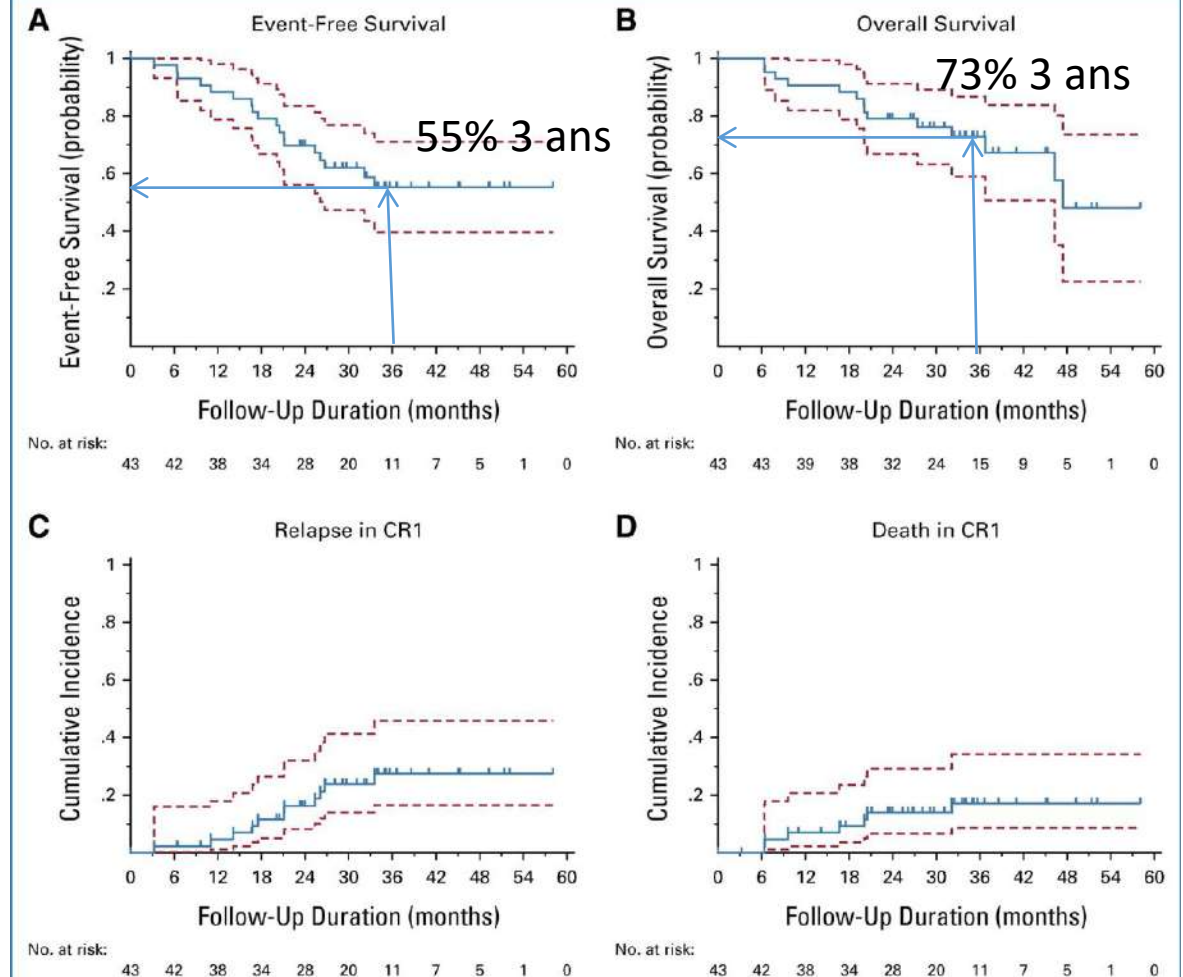 A
Event-Free Survival
Event-Free Survival (probability)
1
.8
.6
.4
.2
55% 3 ans
0 6 12 18 24 30 36 42 48 54 60
Follow-Up Duration (months)
No. at risk:
43 42 38 34 28 20 11 7 5 1 0
B
Overall Survival
Overall Survival (probability)
1
.8
.6
.4
.2
73% 3 ans
0 6 12 18 24 30 36 42 48 54 60
Follow-Up Duration (months)
No. at risk:
43 43 39 38 32 24 15 9 5 1 0
C
Relapse in CR1
Cumulative Incidence
1
.8
.6
.4
.2
0 6 12 18 24 30 36 42 48 54 60
Follow-Up Duration (months)
No. at risk:
43 42 38 34 28 20 11 7 5 1 0
D
Death in CR1
Cumulative Incidence
1
.8
.6
.4
.2
0 6 12 18 24 30 36 42 48 54 60
Follow-Up Duration (months)
No. at risk:
43 42 38 34 28 20 11 7 5 1 0